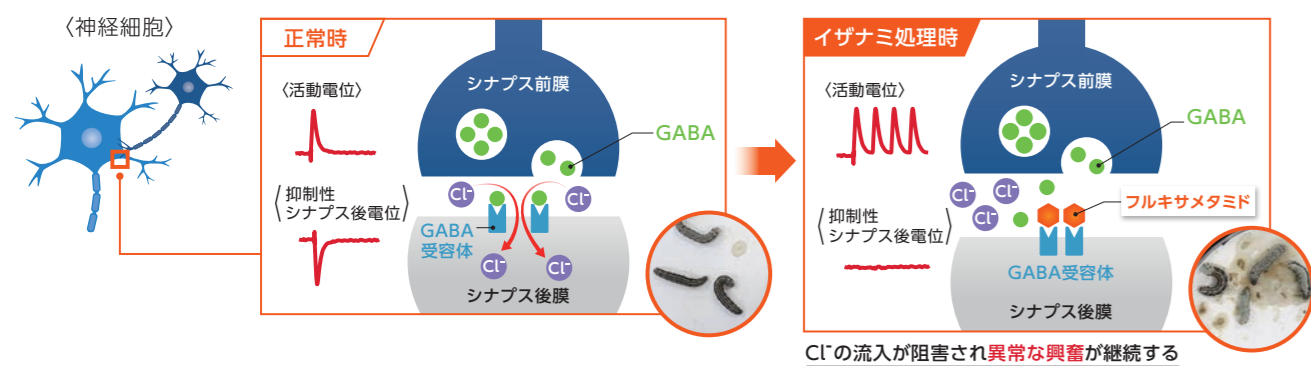 〈神経細胞〉
正常時
〈活動電位〉
シナプス前膜
GABA
Cl⁻
Cl⁻
〈抑制性
シナプス後電位〉
GABA
受容体
Cl⁻
Cl⁻
シナプス後膜
イザナミ処理時
〈活動電位〉
シナプス前膜
GABA
Cl⁻
Cl⁻
Cl⁻
フルキサメタミド
〈抑制性
シナプス後電位〉
GABA受容体
シナプス後膜
Cl⁻の流入が阻害され異常な興奮が継続する